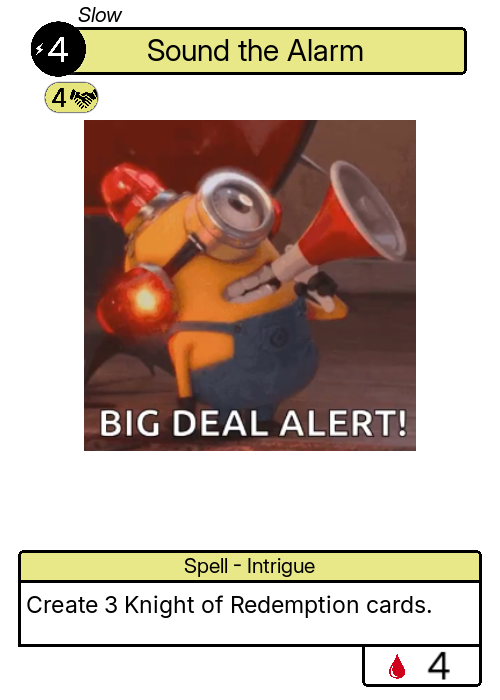 Slow
4
Sound the Alarm
4
BIG DEAL ALERT!
Spell - Intrigue
Create 3 Knight of Redemption cards.
4